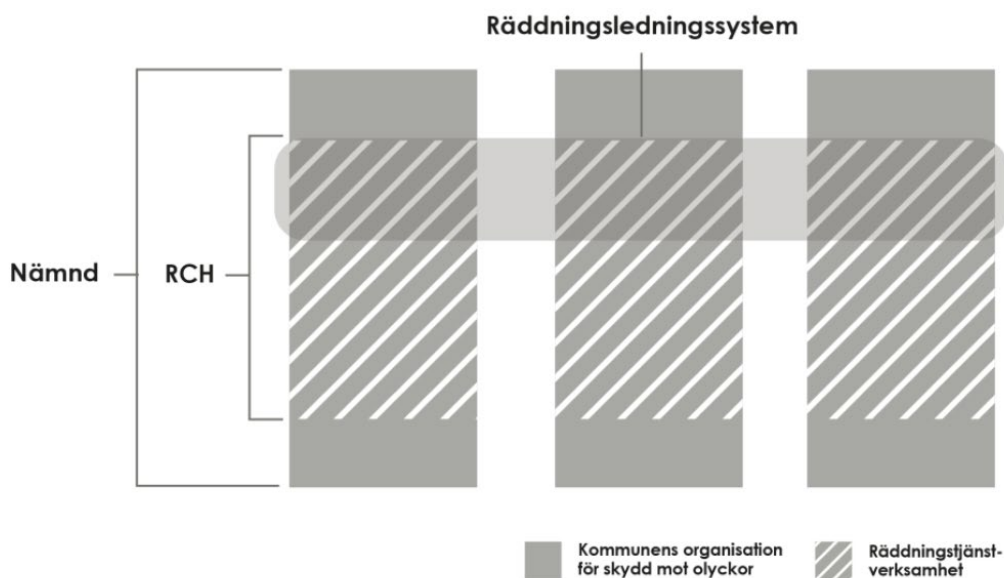 Räddningsledningssystem
Nämnd
RCH
Kommunens organisation
för skydd mot olyckor
Räddningstjänst-
verksamhet